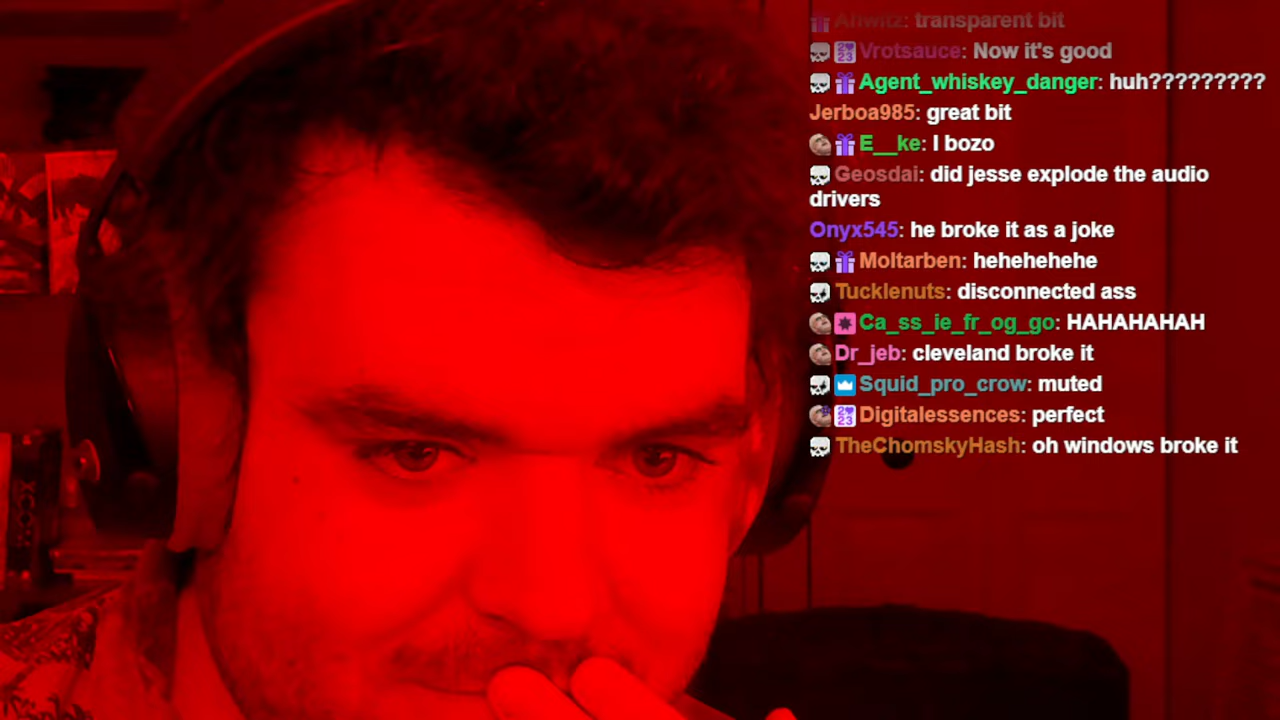 Ahwitz: transparent bit
Vrotsauce: Now it's good
Agent_whiskey_danger: huh?????????
Jerboa985: great bit
E__ke: l bozo
Geosdai: did jesse explode the audio
drivers
Onyx545: he broke it as a joke
Moltarben: hehehehehe
Tucklenuts: disconnected ass
Ca_ss_ie_fr_og_go: HAHAHAHAH
Dr_jeb: cleveland broke it
Squid_pro_crow: muted
Digitalessences: perfect
TheChomskyHash: oh windows broke it